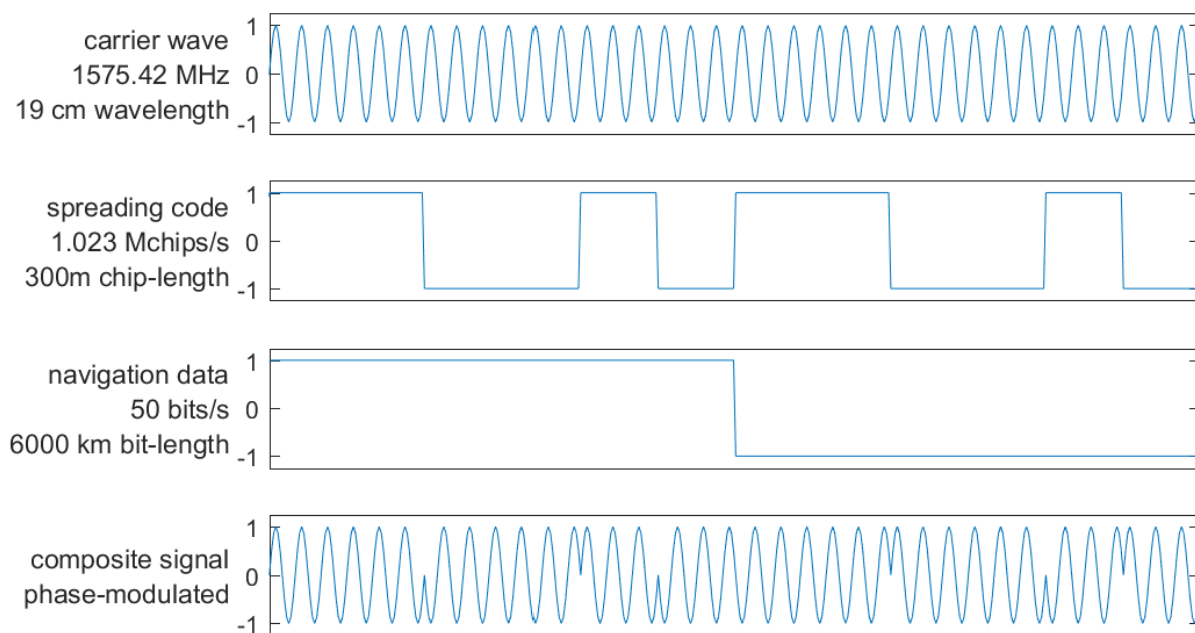 carrier wave
1575.42 MHz
19 cm wavelength
1
0
-1
spreading code
1.023 Mchips/s
300m chip-length
1
0
-1
navigation data
50 bits/s
6000 km bit-length
1
0
-1
composite signal
phase-modulated
1
0
-1